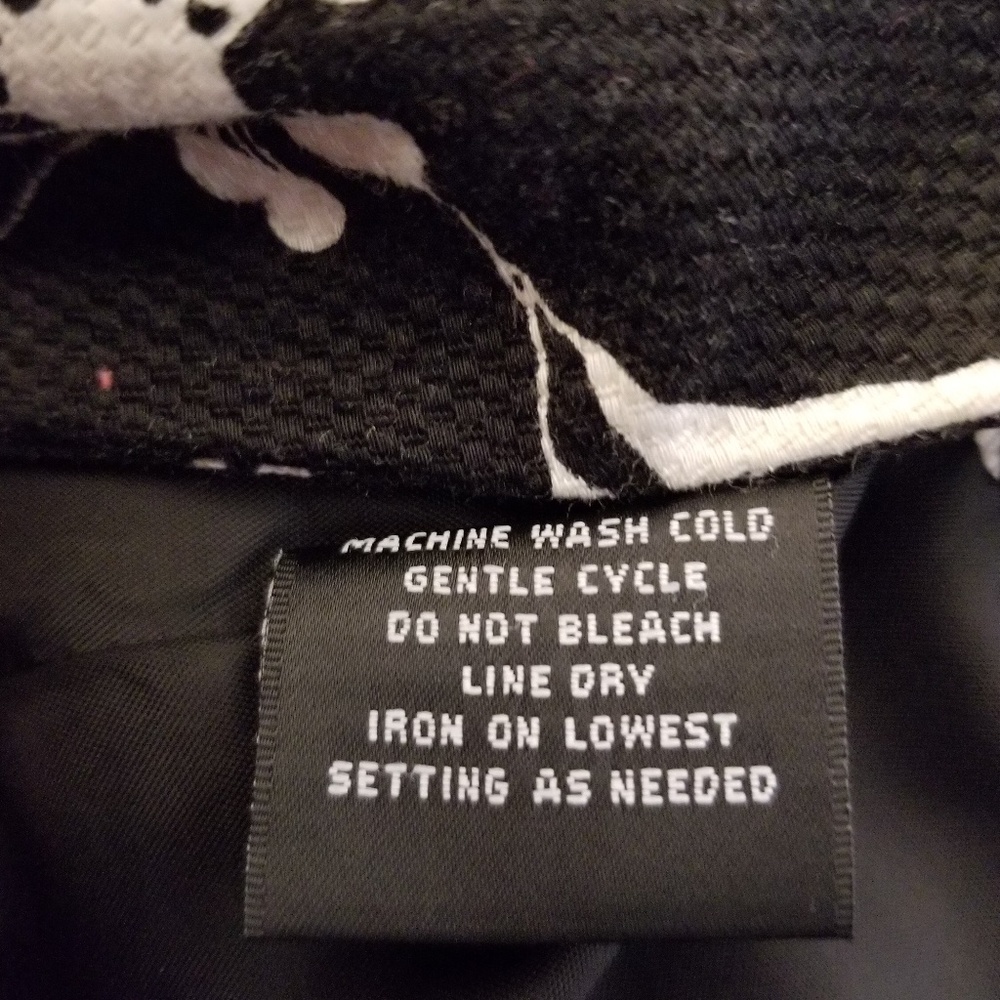 MACHINE WASH COLD
GENTLE CYCLE
DO NOT BLEACH
LINE DRY
IRON ON LOWEST
SETTING AS NEEDED